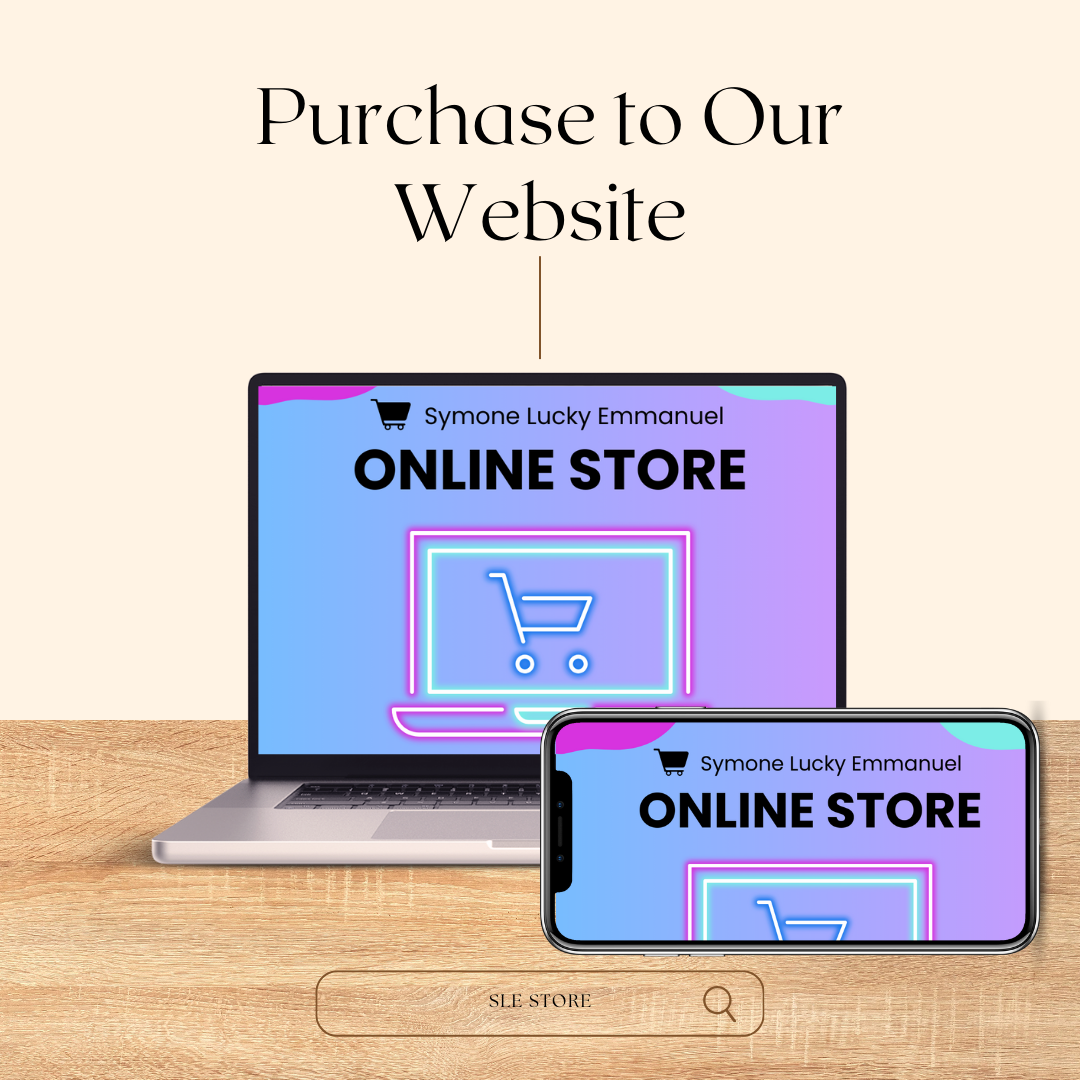 Purchase to Our
Website
Symone Lucky Emmanuel
ONLINE STORE
Symone Lucky Emmanuel
ONLINE STORE
SLE STORE